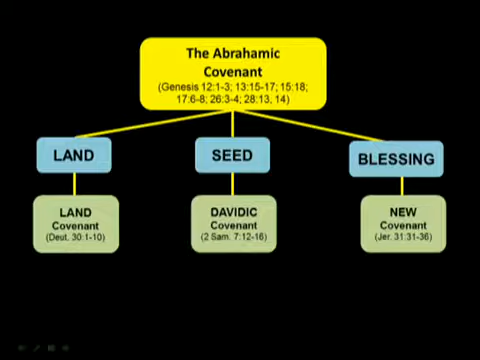 The Abrahamic
Covenant
(Genesis 12:1-3; 13:15-17; 15:18;
17:6-8; 26:3-4; 28:13, 14)
LAND
SEED
BLESSING
LAND
Covenant
(Deut. 30:1-10)
DAVIDIC
Covenant
(2 Sam. 7:12-16)
NEW
Covenant
(Jer. 31:31-36)